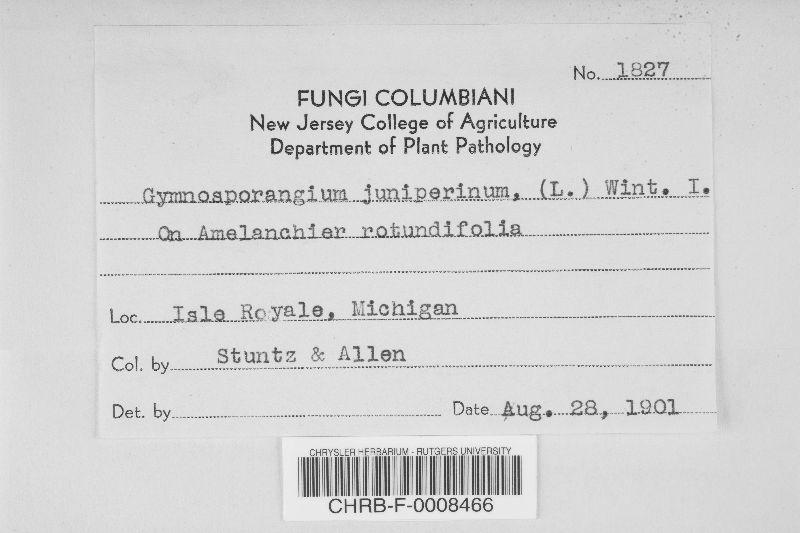 No. 1827
FUNGI COLUMBIANI
New Jersey College of Agriculture
Department of Plant Pathology
Gymnosporangium juniperinum, (L.) Wint. I.
On Amelanchier rotundifolia
Loc. Isle Royale, Michigan
Col. by Stuntz & Allen
Det. by Date Aug. 28, 1901
CHRYSLER HERBARIUM - RUTGERS UNIVERSITY
CHRB-F-0008466